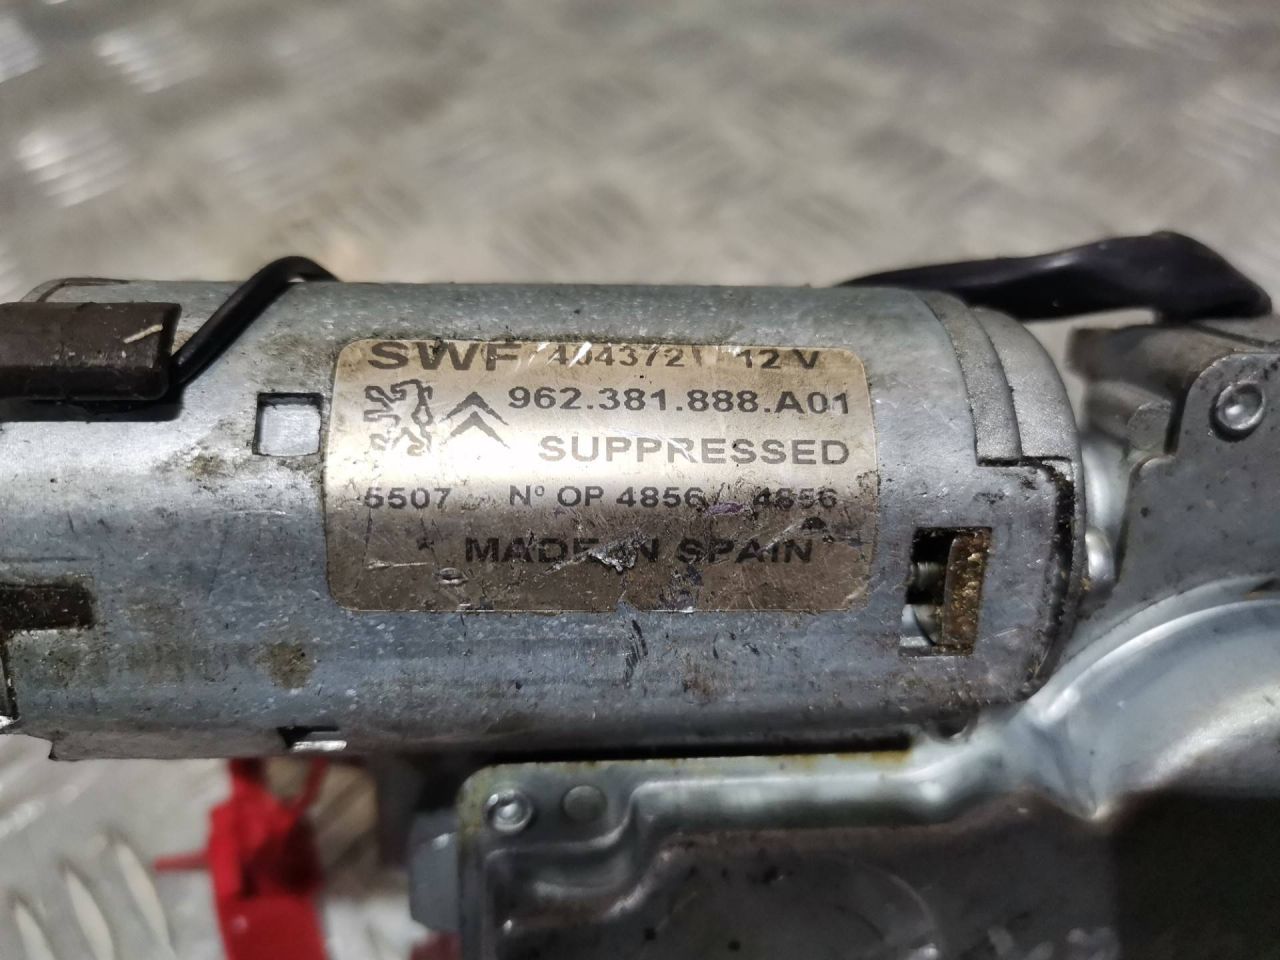 SWF 404372 12 V
962.381.888.A01
SUPPRESSED
5507 Nº OP 4856 4856
MADE IN SPAIN